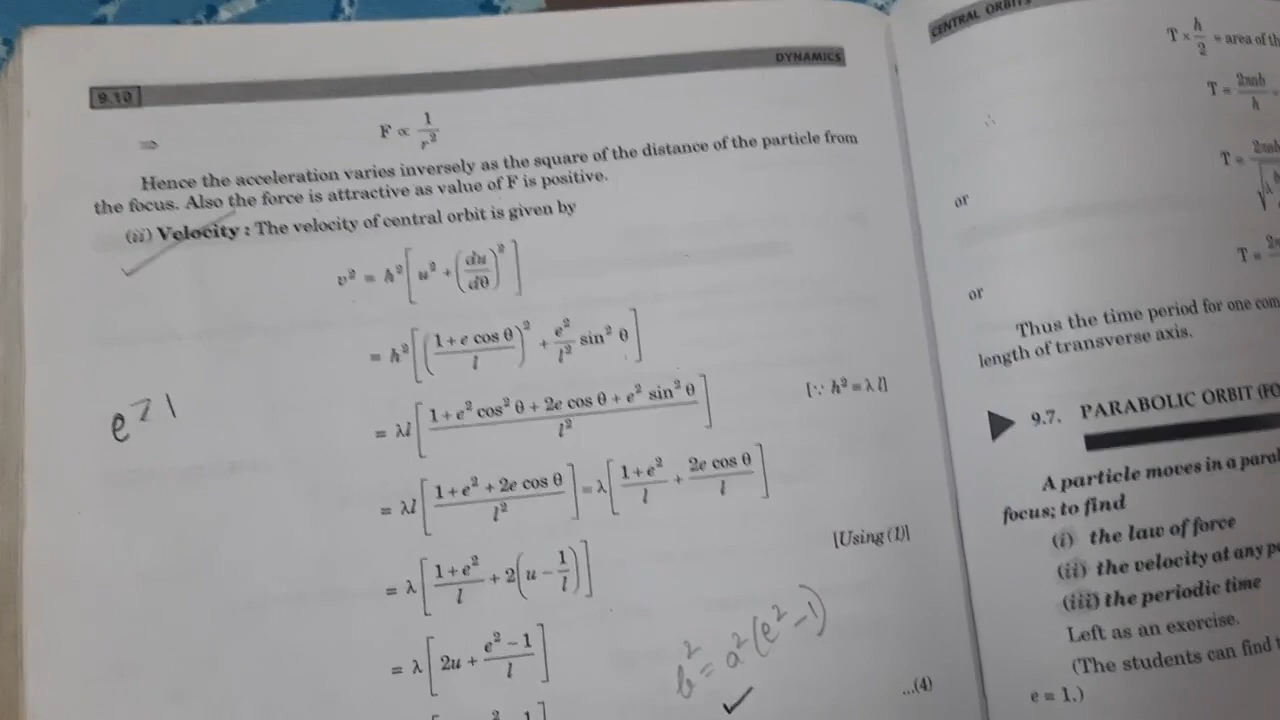 9.10 DYNAMICS
⇒ F ∝ 1/r²
Hence the acceleration varies inversely as the square of the distance of the particle from
the focus. Also the force is attractive as value of F is positive.
(ii) Velocity : The velocity of central orbit is given by
v² = h² [u² + (du/dθ)²]
= h² [((1 + e cos θ)/l)² + e²/l² sin² θ]
= λl [(1 + e² cos² θ + 2e cos θ + e² sin² θ)/l²] [∵ h² = λ l]
= λl [(1 + e² + 2e cos θ)/l²] = λ [(1 + e²)/l + (2e cos θ)/l]
= λ [(1 + e²)/l + 2(u − 1/l)] [Using (1)]
= λ [2u + (e² − 1)/l]
...(4)
e > 1
b² = a²(e² − 1)
CENTRAL ORBITS
T × h/2 = area of the
∴ T = 2πab/h
or T =
or T =
Thus the time period for one com
length of transverse axis.
9.7. PARABOLIC ORBIT
A particle moves in a para
focus; to find
(i) the law of force
(ii) the velocity at any p
(iii) the periodic time
Left as an exercise.
(The students can find
e = 1.)